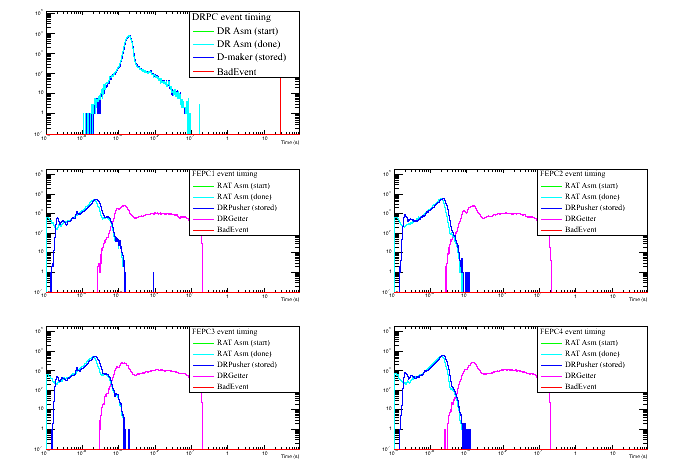 DRPC event timing
DR Asm (start)
DR Asm (done)
D-maker (stored)
BadEvent
Time (s)
FEPC1 event timing
RAT Asm (start)
RAT Asm (done)
DRPusher (stored)
DRGetter
BadEvent
Time (s)
FEPC2 event timing
RAT Asm (start)
RAT Asm (done)
DRPusher (stored)
DRGetter
BadEvent
Time (s)
FEPC3 event timing
RAT Asm (start)
RAT Asm (done)
DRPusher (stored)
DRGetter
BadEvent
Time (s)
FEPC4 event timing
RAT Asm (start)
RAT Asm (done)
DRPusher (stored)
DRGetter
BadEvent
Time (s)